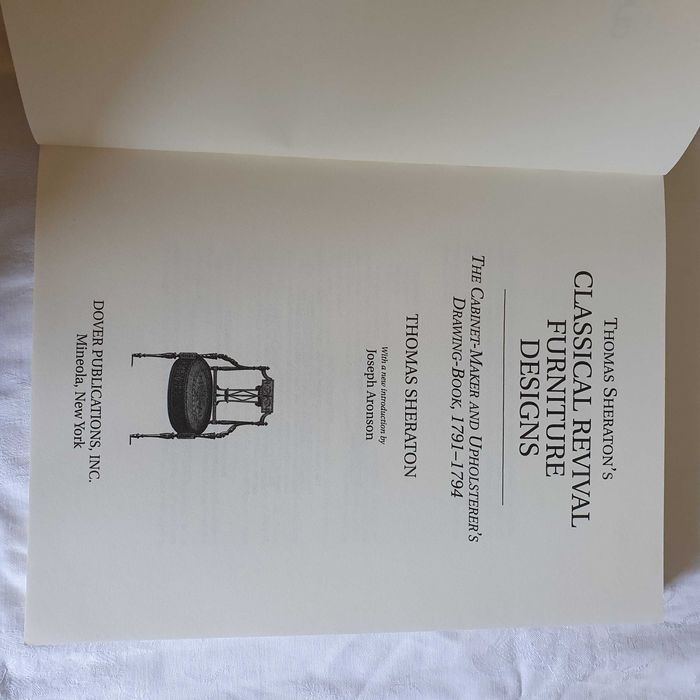 THOMAS SHERATON'S
CLASSICAL REVIVAL
FURNITURE
DESIGNS
THE CABINET-MAKER AND UPHOLSTERER'S
DRAWING-BOOK, 1791–1794
THOMAS SHERATON
With a new introduction by
Joseph Aronson
DOVER PUBLICATIONS, INC.
Mineola, New York